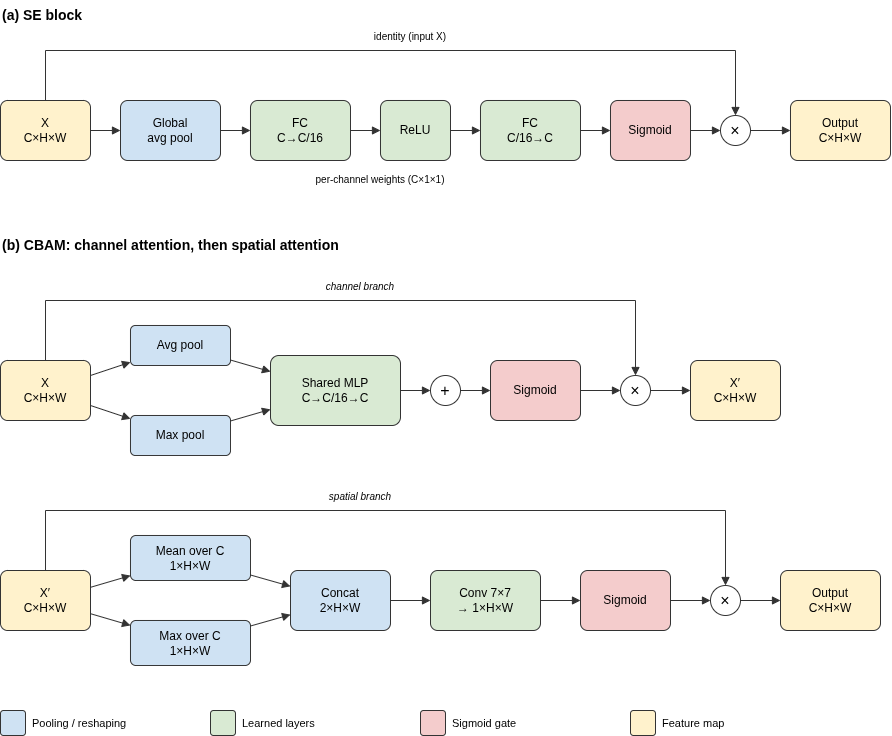 (a) SE block
identity (input X)
X
C×H×W
Global
avg pool
FC
C→C/16
ReLU
FC
C/16→C
Sigmoid
×
Output
C×H×W
per-channel weights (C×1×1)
(b) CBAM: channel attention, then spatial attention
channel branch
X
C×H×W
Avg pool
Max pool
Shared MLP
C→C/16→C
+
Sigmoid
×
X′
C×H×W
spatial branch
X′
C×H×W
Mean over C
1×H×W
Max over C
1×H×W
Concat
2×H×W
Conv 7×7
→ 1×H×W
Sigmoid
×
Output
C×H×W
Pooling / reshaping
Learned layers
Sigmoid gate
Feature map